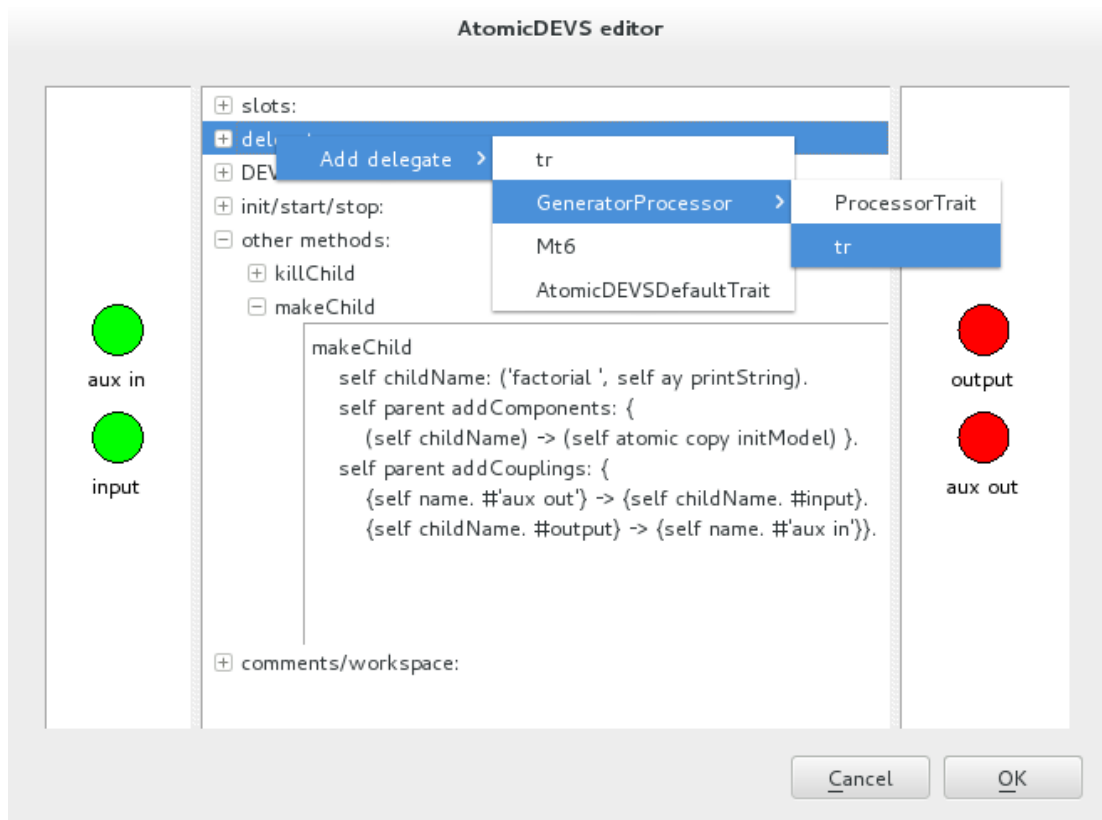 AtomicDEVS editor
slots:
Add delegate
tr
DEV
GeneratorProcessor
ProcessorTrait
init/start/stop:
other methods:
Mt6
tr
killChild
AtomicDEVSDefaultTrait
makeChild
makeChild
self childName: ('factorial ', self ay printString).
self parent addComponents: {
(self childName) -> (self atomic copy initModel) }.
self parent addCouplings: {
{self name. #'aux out'} -> {self childName. #input}.
{self childName. #output} -> {self name. #'aux in'}}.
comments/workspace:
aux in
input
output
aux out
Cancel
OK